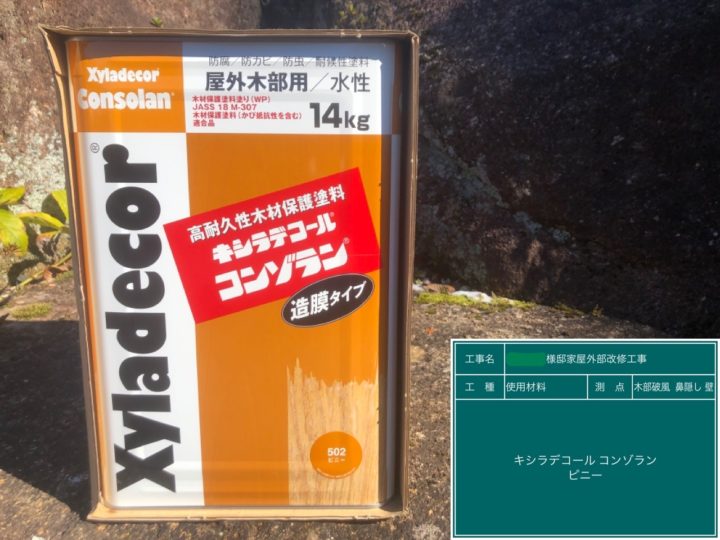 防腐/防カビ/防虫/耐候性塗料
Xyladecor
Consolan®
屋外木部用/水性
木材保護塗料塗り(WP)
JASS 18 M-307
木材保護塗料(かび抵抗性を含む)
適合品
14kg
Xyladecor®
高耐久性木材保護塗料
キシラデコール®
コンゾラン®
造膜タイプ
502
ピニー
工事名 様邸家屋外部改修工事
工 種 使用材料 測 点 木部破風 鼻隠し 壁
キシラデコール コンゾラン
ピニー